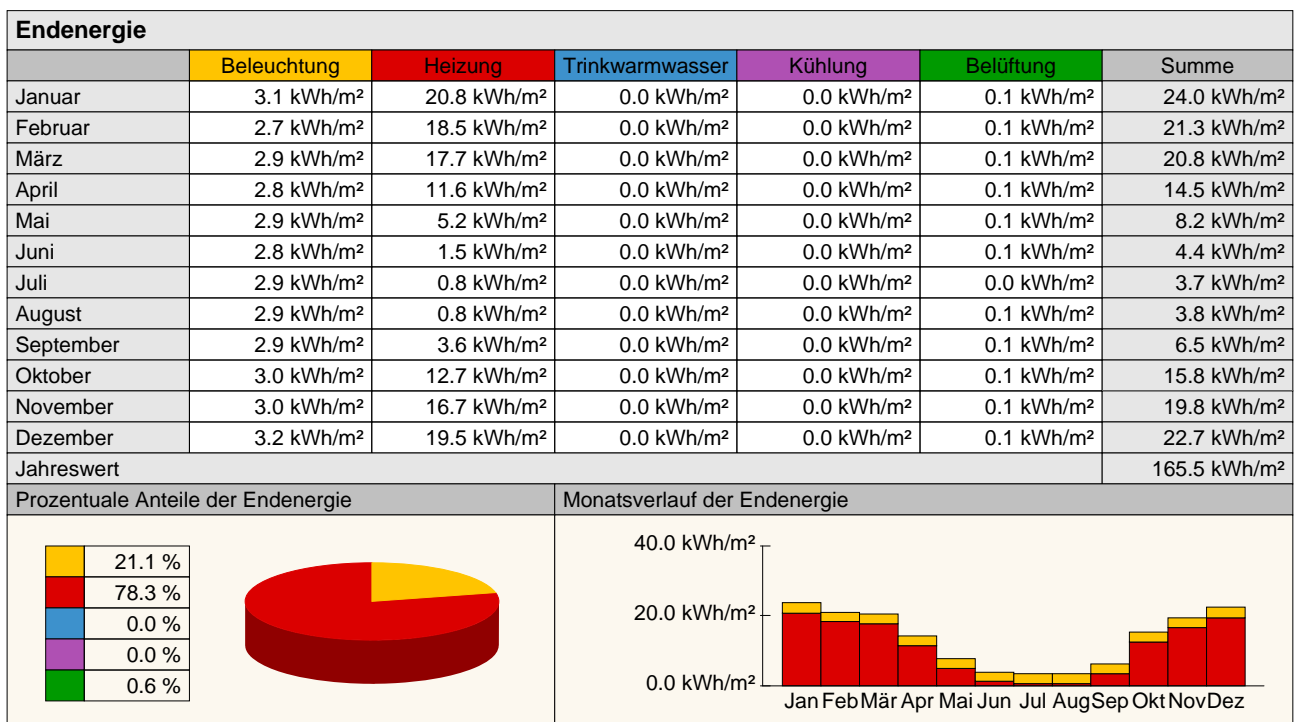 Endenergie
Beleuchtung Heizung Trinkwarmwasser Kühlung Belüftung Summe
Januar 3.1 kWh/m² 20.8 kWh/m² 0.0 kWh/m² 0.0 kWh/m² 0.1 kWh/m² 24.0 kWh/m²
Februar 2.7 kWh/m² 18.5 kWh/m² 0.0 kWh/m² 0.0 kWh/m² 0.1 kWh/m² 21.3 kWh/m²
März 2.9 kWh/m² 17.7 kWh/m² 0.0 kWh/m² 0.0 kWh/m² 0.1 kWh/m² 20.8 kWh/m²
April 2.8 kWh/m² 11.6 kWh/m² 0.0 kWh/m² 0.0 kWh/m² 0.1 kWh/m² 14.5 kWh/m²
Mai 2.9 kWh/m² 5.2 kWh/m² 0.0 kWh/m² 0.0 kWh/m² 0.1 kWh/m² 8.2 kWh/m²
Juni 2.8 kWh/m² 1.5 kWh/m² 0.0 kWh/m² 0.0 kWh/m² 0.1 kWh/m² 4.4 kWh/m²
Juli 2.9 kWh/m² 0.8 kWh/m² 0.0 kWh/m² 0.0 kWh/m² 0.0 kWh/m² 3.7 kWh/m²
August 2.9 kWh/m² 0.8 kWh/m² 0.0 kWh/m² 0.0 kWh/m² 0.1 kWh/m² 3.8 kWh/m²
September 2.9 kWh/m² 3.6 kWh/m² 0.0 kWh/m² 0.0 kWh/m² 0.1 kWh/m² 6.5 kWh/m²
Oktober 3.0 kWh/m² 12.7 kWh/m² 0.0 kWh/m² 0.0 kWh/m² 0.1 kWh/m² 15.8 kWh/m²
November 3.0 kWh/m² 16.7 kWh/m² 0.0 kWh/m² 0.0 kWh/m² 0.1 kWh/m² 19.8 kWh/m²
Dezember 3.2 kWh/m² 19.5 kWh/m² 0.0 kWh/m² 0.0 kWh/m² 0.1 kWh/m² 22.7 kWh/m²
Jahreswert 165.5 kWh/m²
Prozentuale Anteile der Endenergie
21.1 %
78.3 %
0.0 %
0.0 %
0.6 %
Monatsverlauf der Endenergie
40.0 kWh/m²
20.0 kWh/m²
0.0 kWh/m²
Jan Feb Mär Apr Mai Jun Jul Aug Sep Okt Nov Dez